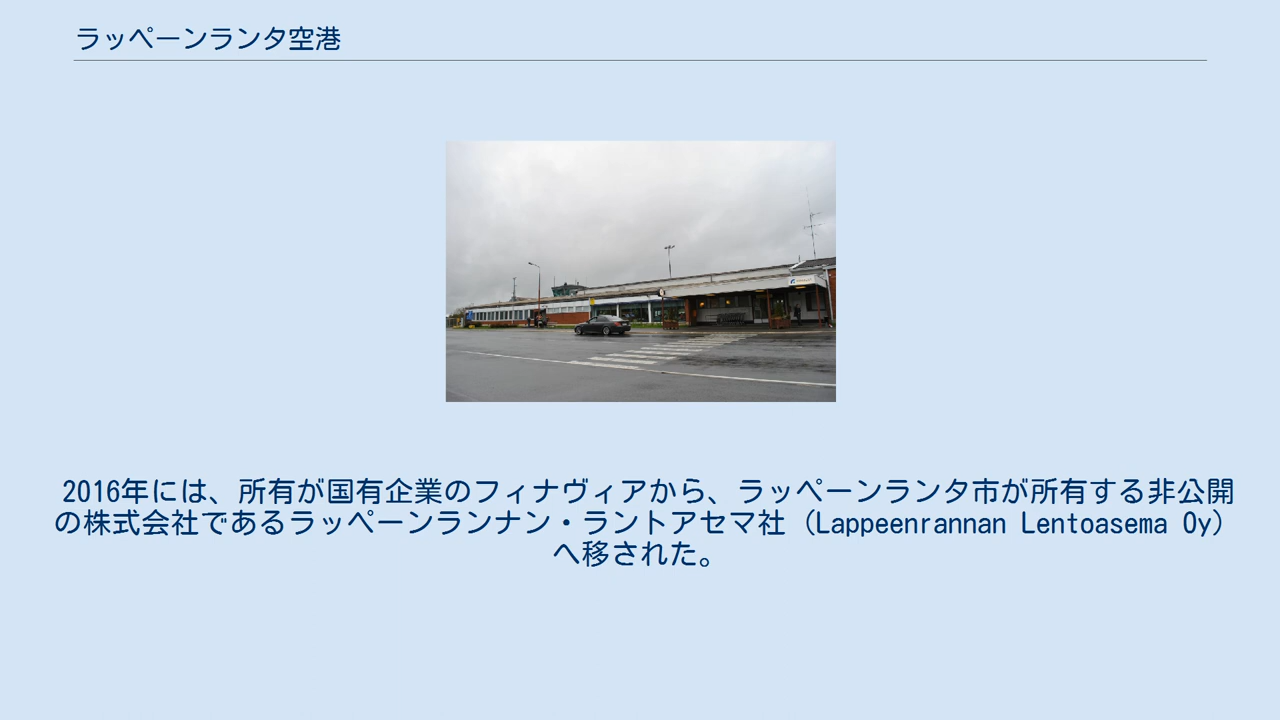 ラッペーンランタ空港
2016年には、所有が国有企業のフィナヴィアから、ラッペーンランタ市が所有する非公開
の株式会社であるラッペーンランナン・ラントアセマ社（Lappeenrannan Lentoasema Oy）
へ移された。